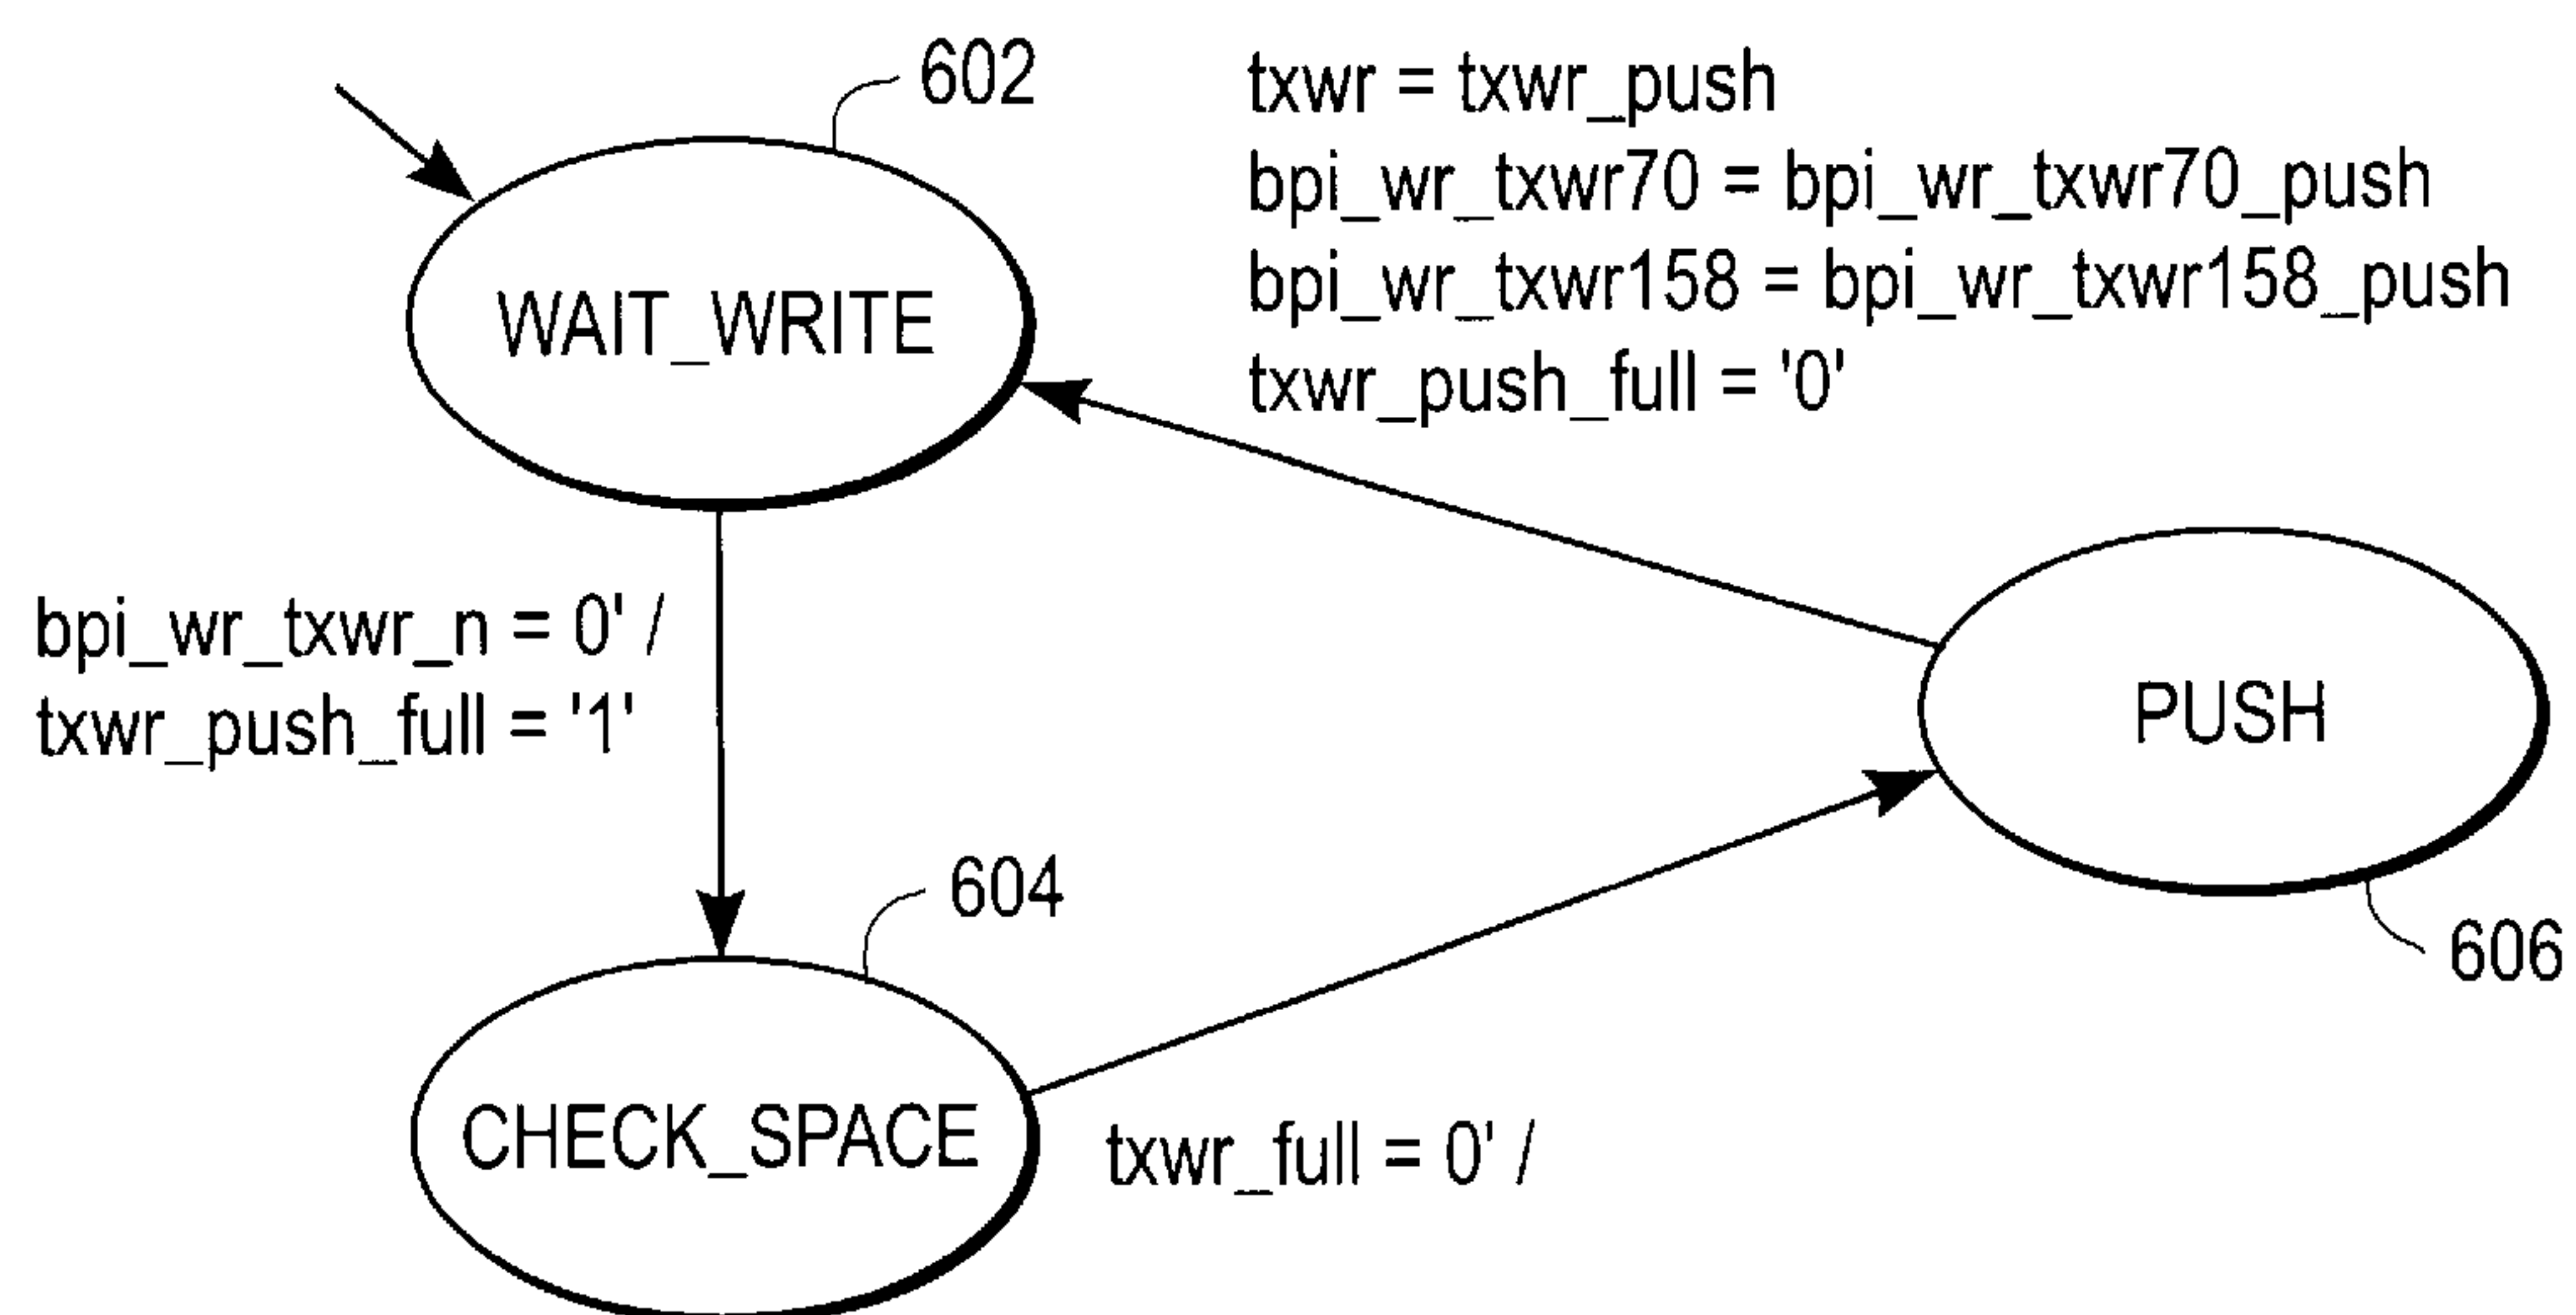 602
WAIT_WRITE
txwr = txwr_push
bpi_wr_txwr70 = bpi_wr_txwr70_push
bpi_wr_txwr158 = bpi_wr_txwr158_push
txwr_push_full = '0'
bpi_wr_txwr_n = 0' /
txwr_push_full = '1'
PUSH
606
604
CHECK_SPACE
txwr_full = 0' /